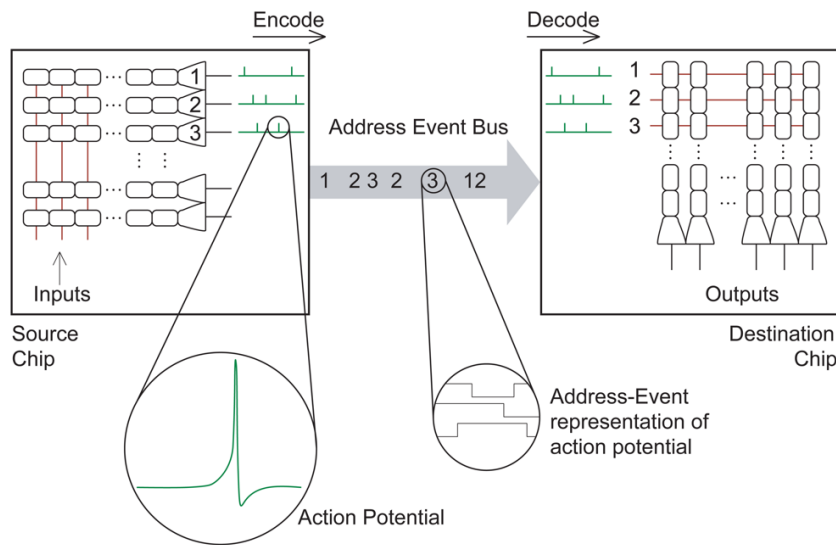 Encode
Decode
1
2
3
Address Event Bus
1 2 3 2 3 12
Inputs
Source
Chip
1
2
3
Outputs
Destination
Chip
Action Potential
Address-Event
representation of
action potential